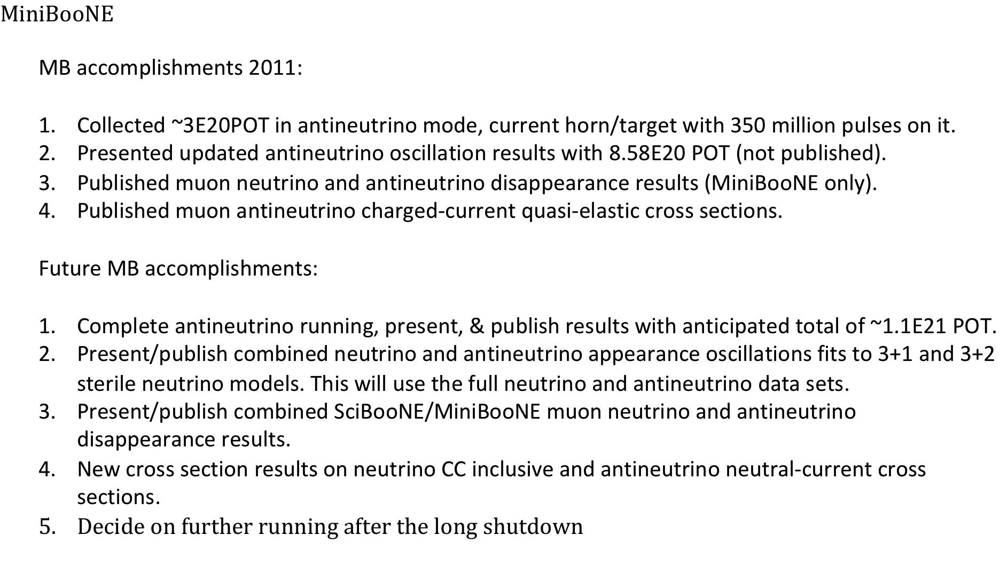 MiniBooNE
MB accomplishments 2011:
1. Collected ~3E20POT in antineutrino mode, current horn/target with 350 million pulses on it.
2. Presented updated antineutrino oscillation results with 8.58E20 POT (not published).
3. Published muon neutrino and antineutrino disappearance results (MiniBooNE only).
4. Published muon antineutrino charged-current quasi-elastic cross sections.
Future MB accomplishments:
1. Complete antineutrino running, present, & publish results with anticipated total of ~1.1E21 POT.
2. Present/publish combined neutrino and antineutrino appearance oscillations fits to 3+1 and 3+2
sterile neutrino models. This will use the full neutrino and antineutrino data sets.
3. Present/publish combined SciBooNE/MiniBooNE muon neutrino and antineutrino
disappearance results.
4. New cross section results on neutrino CC inclusive and antineutrino neutral-current cross
sections.
5. Decide on further running after the long shutdown